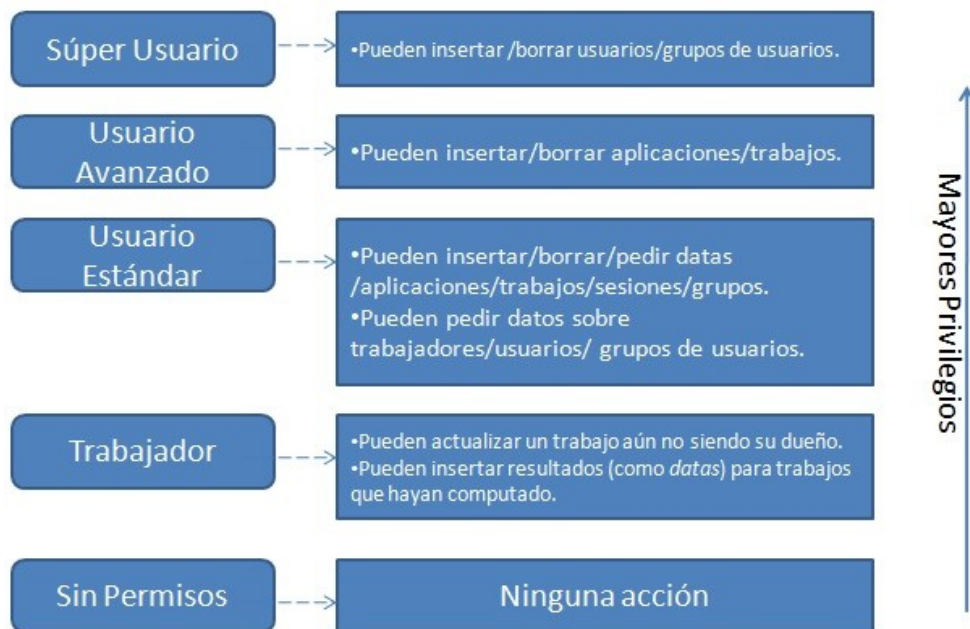 Súper Usuario
•Pueden insertar /borrar usuarios/grupos de usuarios.
Usuario
Avanzado
•Pueden insertar/borrar aplicaciones/trabajos.
Usuario
Estándar
•Pueden insertar/borrar/pedir datas
/aplicaciones/trabajos/sesiones/grupos.
•Pueden pedir datos sobre
trabajadores/usuarios/ grupos de usuarios.
Trabajador
•Pueden actualizar un trabajo aún no siendo su dueño.
•Pueden insertar resultados (como datas) para trabajos
que hayan computado.
Sin Permisos
Ninguna acción
Mayores Privilegios